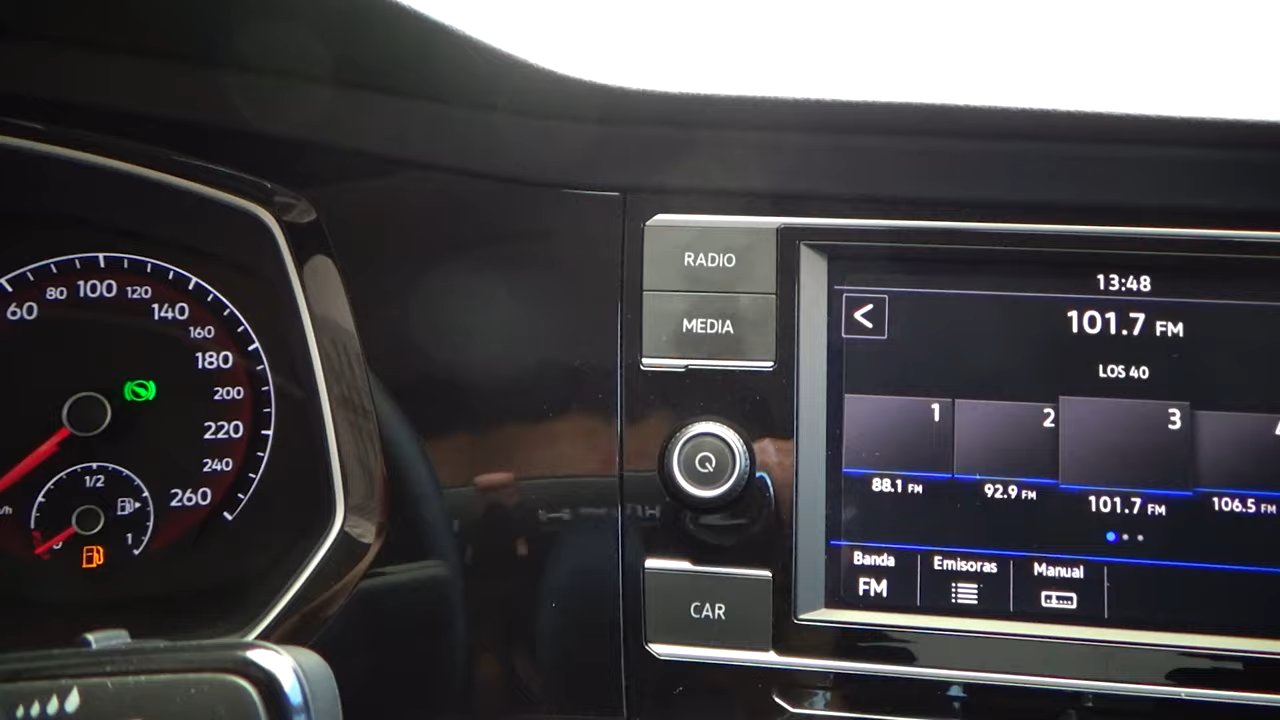 60
80
100
120
140
160
180
200
220
240
260
1/2
1
RADIO
MEDIA
CAR
13:48
<
101.7 FM
LOS 40
1
2
3
88.1 FM
92.9 FM
101.7 FM
106.5 FM
Banda
FM
Emisoras
Manual